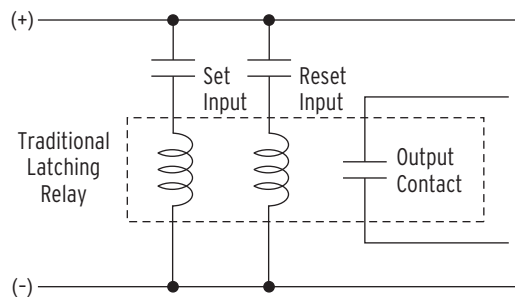 (+)
Set
Input
Reset
Input
Traditional
Latching
Relay
Output
Contact
(–)